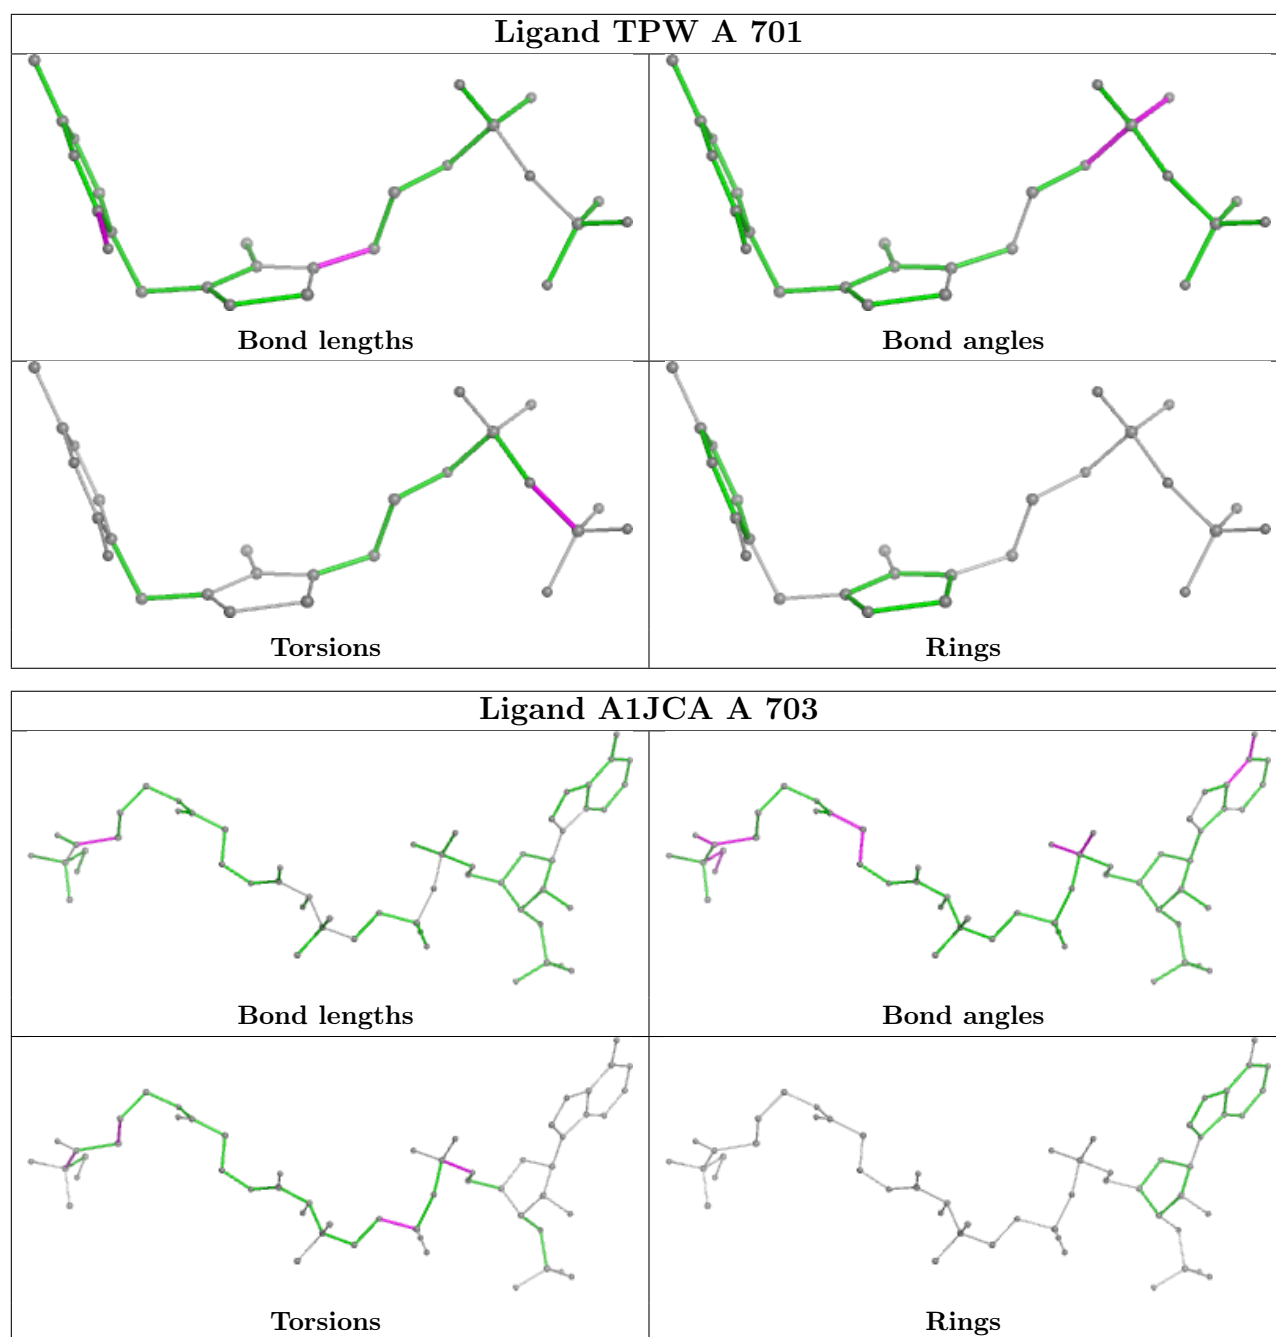 Ligand TPW A 701
Bond lengths
Bond angles
Torsions
Rings
Ligand A1JCA A 703
Bond lengths
Bond angles
Torsions
Rings